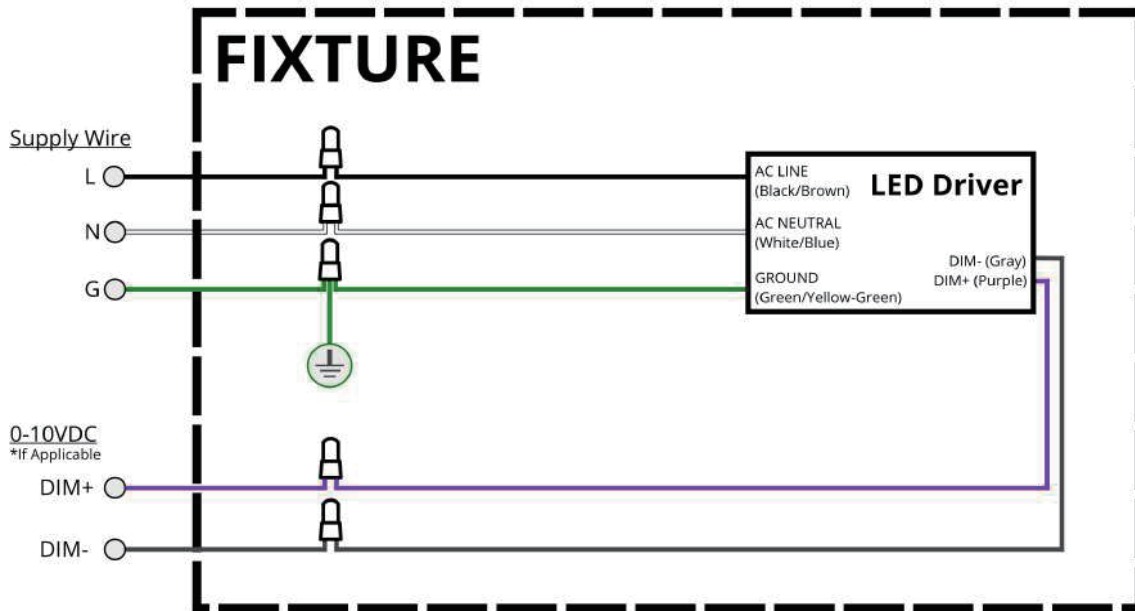 FIXTURE
Supply Wire
L
N
G
AC LINE
(Black/Brown)
LED Driver
AC NEUTRAL
(White/Blue)
GROUND
(Green/Yellow-Green)
DIM- (Gray)
DIM+ (Purple)
0-10VDC
*If Applicable
DIM+
DIM-